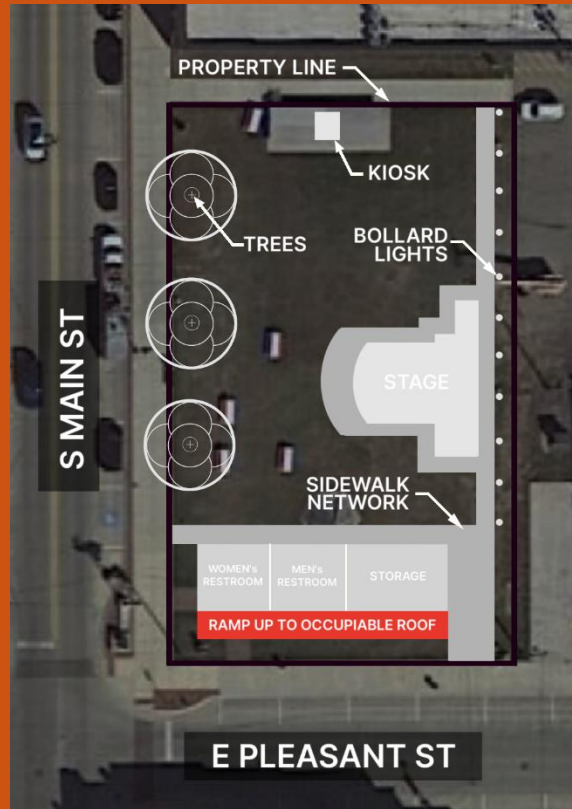 PROPERTY LINE
KIOSK
TREES
BOLLARD
LIGHTS
S MAIN ST
STAGE
SIDEWALK
NETWORK
WOMEN's
RESTROOM
MEN's
RESTROOM
STORAGE
RAMP UP TO OCCUPIABLE ROOF
E PLEASANT ST